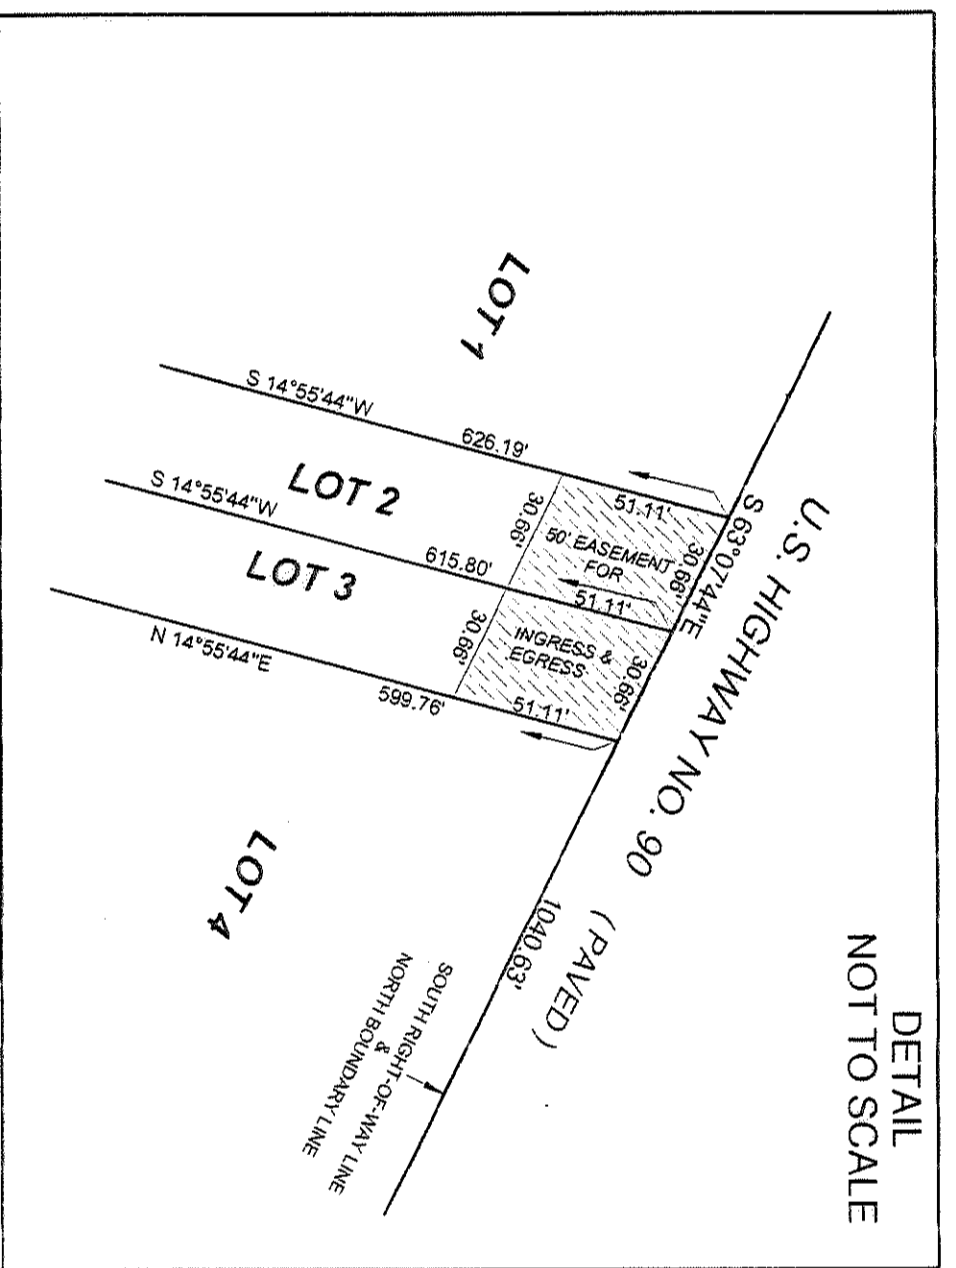 DETAIL
NOT TO SCALE
U.S. HIGHWAY NO. 90
( PAVED )
S 63°07'44"E
1040.63'
SOUTH RIGHT-OF-WAY LINE
&
NORTH BOUNDARY LINE
LOT 1
S 14°55'44"W
626.19'
51.11'
30.66'
30.66'
50' EASEMENT
FOR
LOT 2
S 14°55'44"W
615.80'
51.11'
30.66'
30.66'
INGRESS &
EGRESS
LOT 3
N 14°55'44"E
599.76'
51.11'
LOT 4